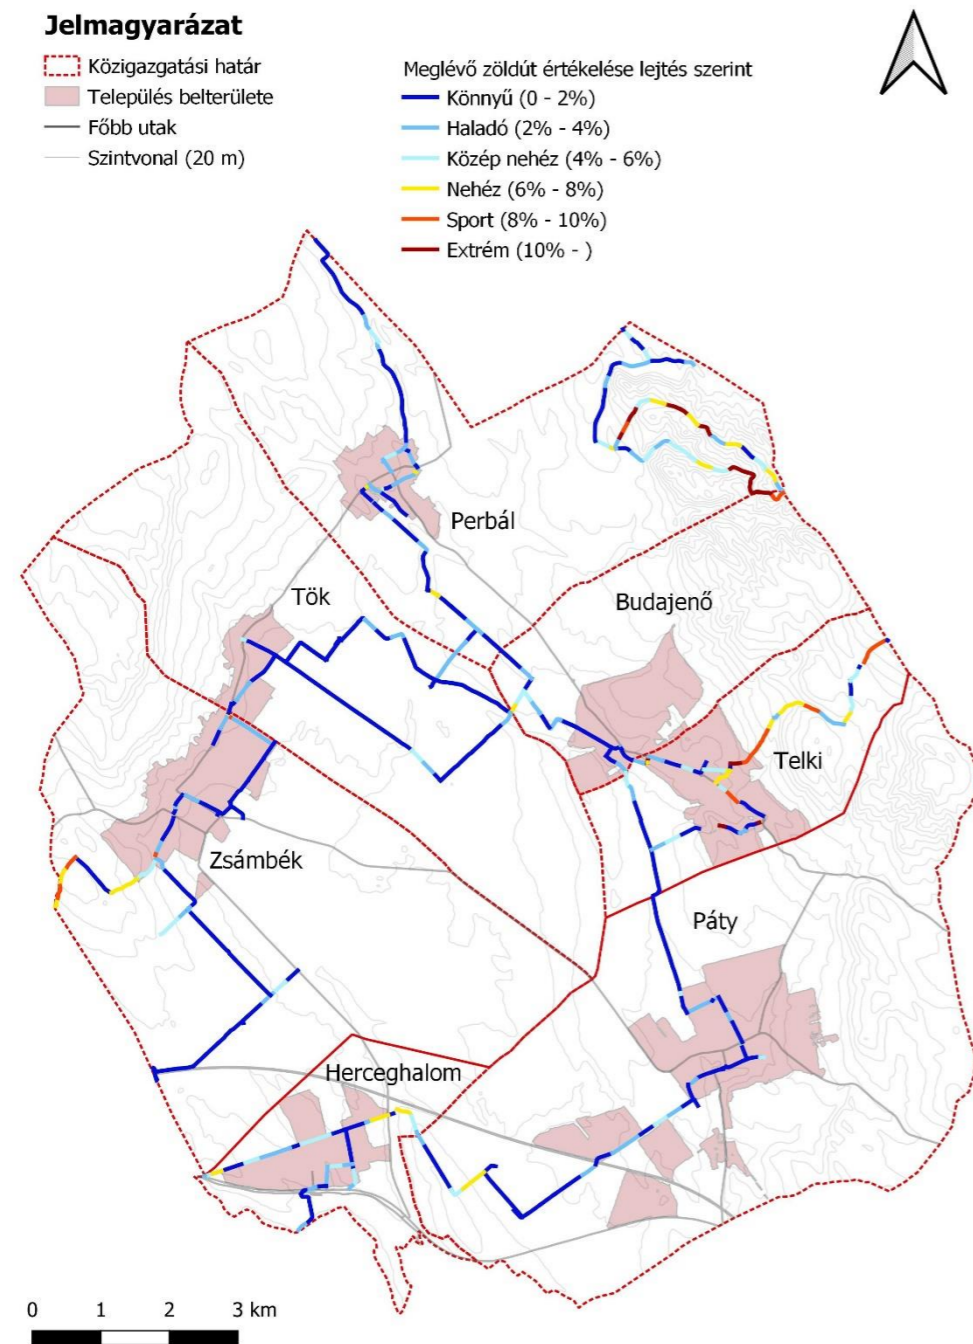 Jelmagyarázat
Közigazgatási határ
Település belterülete
Főbb utak
Szintvonal (20 m)
Meglévő zöldút értékelése lejtés szerint
Könnyű (0 - 2%)
Haladó (2% - 4%)
Közép nehéz (4% - 6%)
Nehéz (6% - 8%)
Sport (8% - 10%)
Extrém (10% - )
Perbál
Tök
Budajenő
Telki
Zsámbék
Páty
Herceghalom
0 1 2 3 km